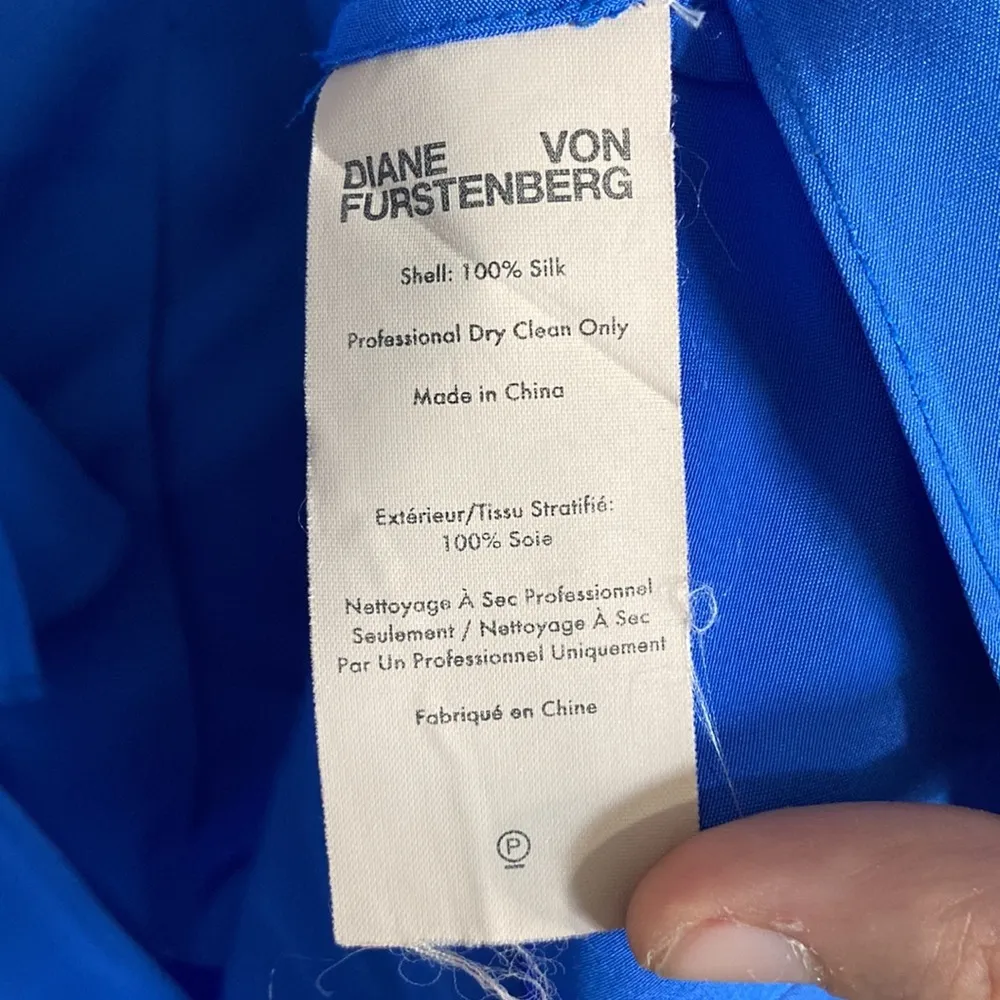 DIANE VON
FURSTENBERG
Shell: 100% Silk
Professional Dry Clean Only
Made in China
Extérieur/Tissu Stratifié:
100% Soie
Nettoyage À Sec Professionnel
Seulement / Nettoyage À Sec
Par Un Professionnel Uniquement
Fabriqué en Chine
P